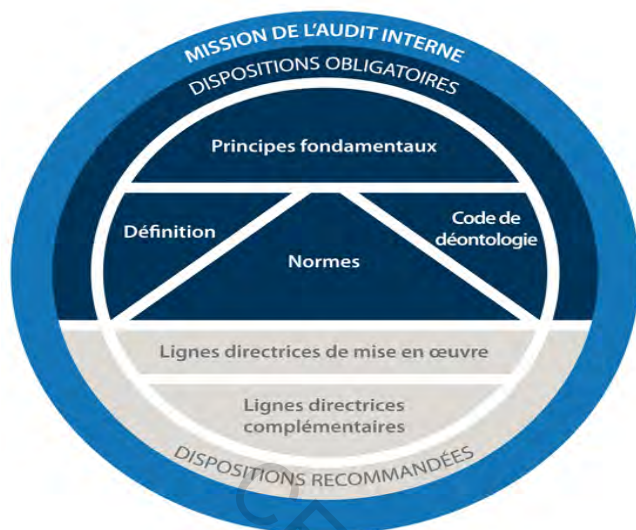 MISSION DE L'AUDIT INTERNE
DISPOSITIONS OBLIGATOIRES
Principes fondamentaux
Définition
Code de
déontologie
Normes
Lignes directrices de mise en œuvre
Lignes directrices
complémentaires
DISPOSITIONS RECOMMANDÉES